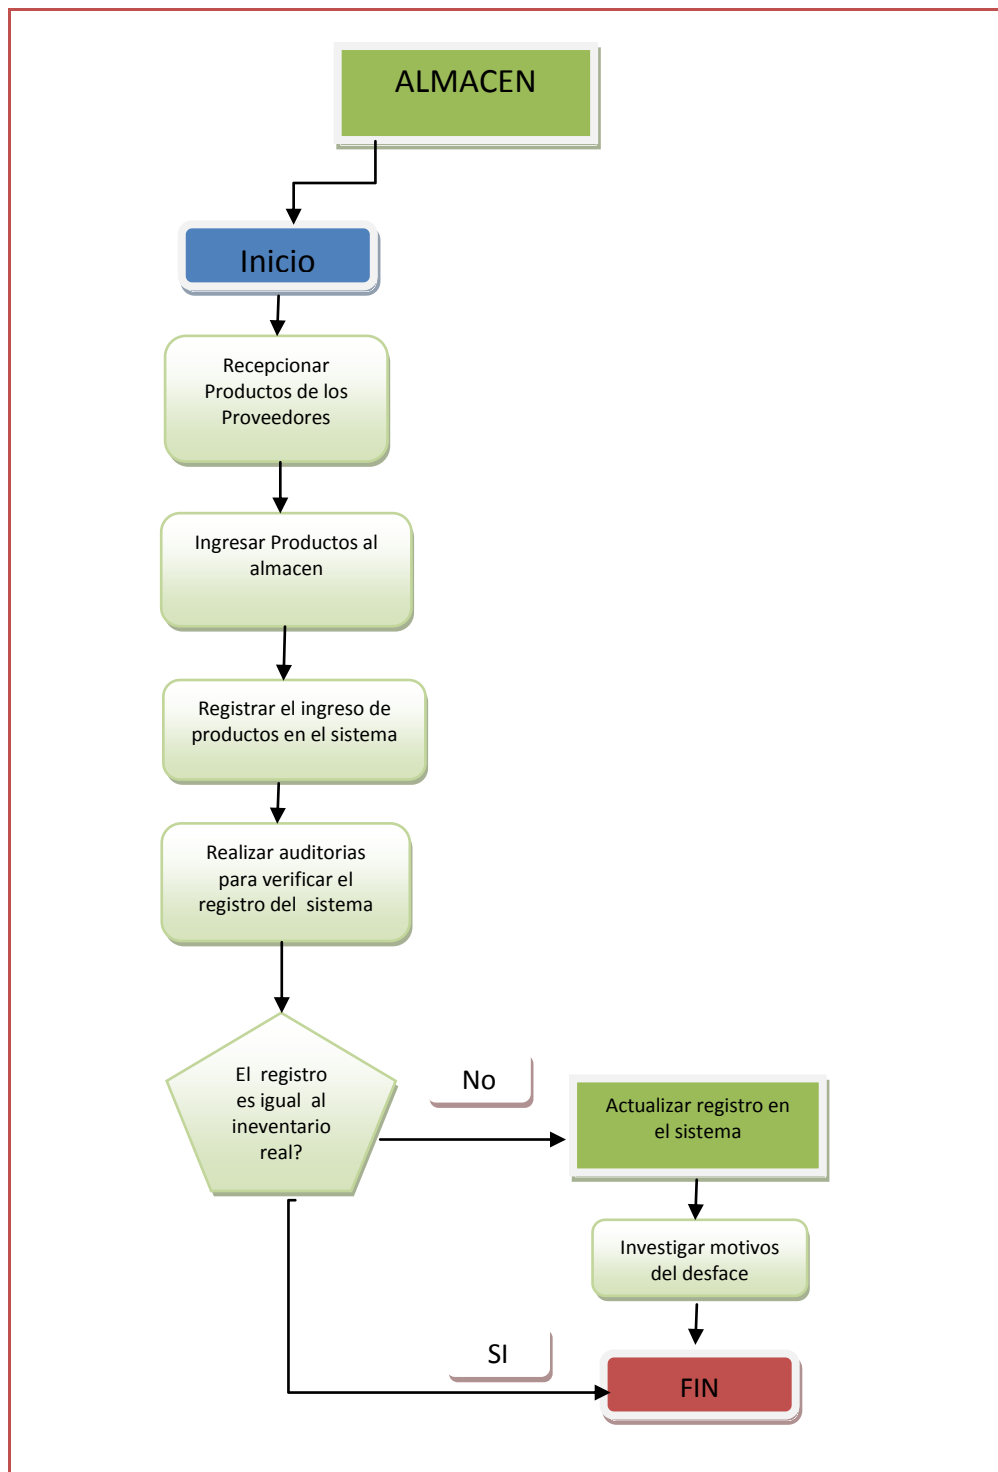 ALMACEN
Inicio
Recepcionar
Productos de los
Proveedores
Ingresar Productos al
almacen
Registrar el ingreso de
productos en el sistema
Realizar auditorias
para verificar el
registro del sistema
El registro
es igual al
ineventario
real?
No
Actualizar registro en
el sistema
Investigar motivos
del desface
SI
FIN